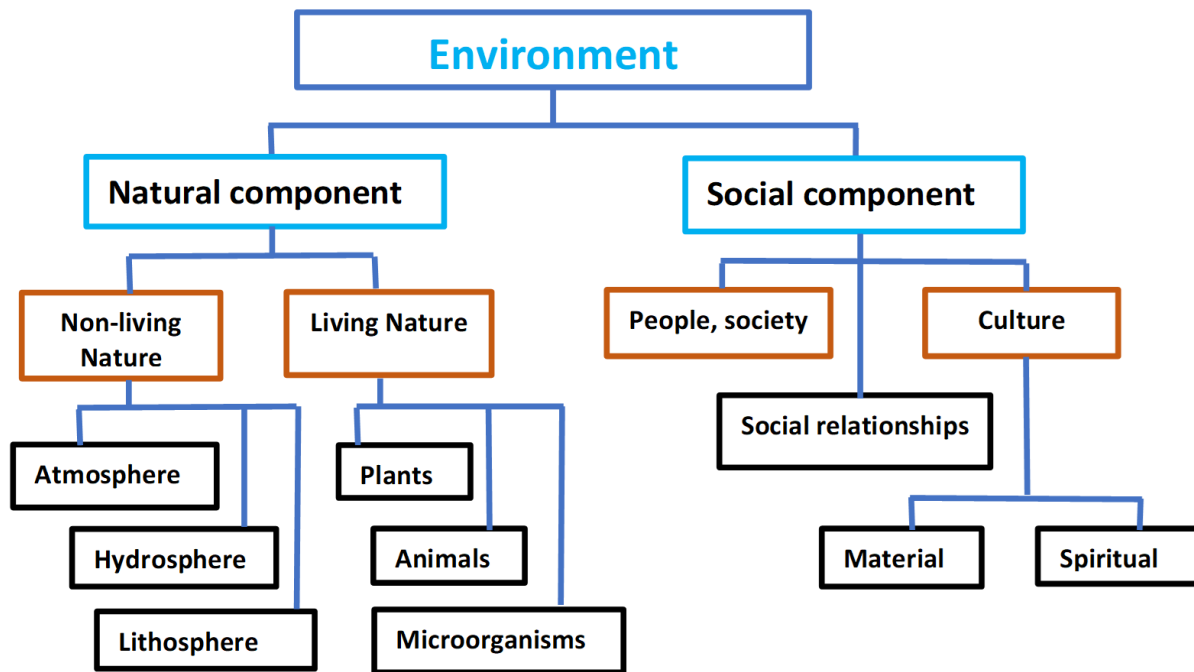 Environment
Natural component
Social component
Non-living
Nature
Living Nature
People, society
Culture
Social relationships
Atmosphere
Plants
Hydrosphere
Animals
Material
Spiritual
Lithosphere
Microorganisms